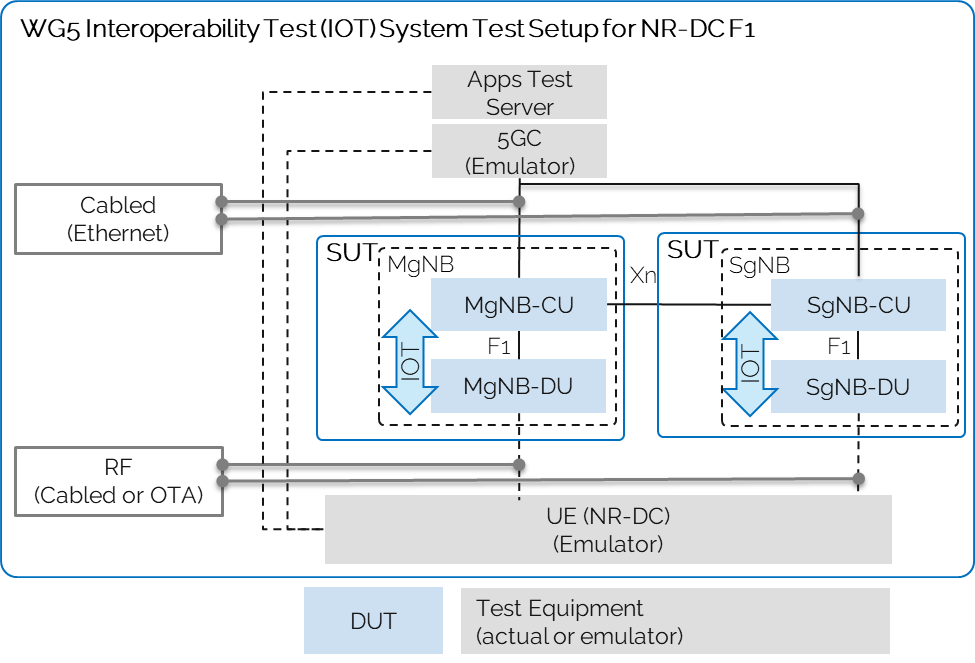 WG5 Interoperability Test (IOT) System Test Setup for NR-DC F1
Apps Test
Server
5GC
(Emulator)
Cabled
(Ethernet)
SUT
MgNB
Xn
SUT
SgNB
MgNB-CU
SgNB-CU
IOT
F1
IOT
F1
MgNB-DU
SgNB-DU
RF
(Cabled or OTA)
UE (NR-DC)
(Emulator)
DUT
Test Equipment
(actual or emulator)